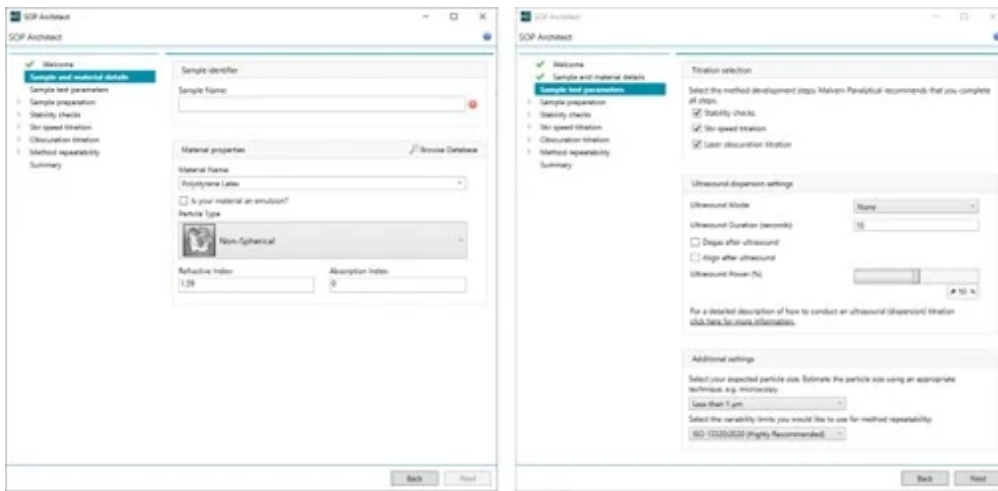 SOP Architect
SOP Architect
Welcome
Sample and material details
Sample test parameters
Sample preparation
Stability checks
Stir speed titration
Obscuration titration
Method repeatability
Summary
Sample identifier
Sample Name:
Material properties
Browse Database
Material Name:
Polystyrene Latex
Is your material an emulsion?
Particle Type
Non-Spherical
Refractive Index:
Absorption Index:
1.59
0
Back
Next
SOP Architect
SOP Architect
Welcome
Sample and material details
Sample test parameters
Sample preparation
Stability checks
Stir speed titration
Obscuration titration
Method repeatability
Summary
Titration selection
Select the method development steps. Malvern Panalytical recommends that you complete
all steps.
Stability checks
Stir speed titration
Laser obscuration titration
Ultrasound dispersion settings
Ultrasound Mode:
None
Ultrasound Duration (seconds):
10
Degas after ultrasound
Align after ultrasound
Ultrasound Power (%):
50 %
For a detailed description of how to conduct an ultrasound (dispersion) titration
click here for more information.
Additional settings
Select your expected particle size. Estimate the particle size using an appropriate
technique, e.g. microscopy.
Less than 1 µm
Select the variability limits you would like to use for method repeatability:
ISO 13320:2020 (Highly Recommended)
Back
Next